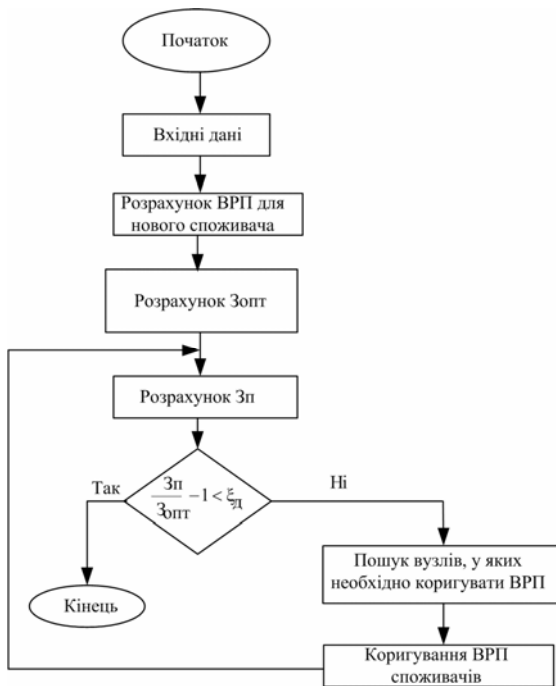 Початок
Вхідні дані
Розрахунок ВРП для
нового споживача
Розрахунок Зопт
Розрахунок Зп
Так
Зп
Зопт
−1 < ξд
Ні
Кінець
Пошук вузлів, у яких
необхідно коригувати ВРП
Коригування ВРП
споживачів